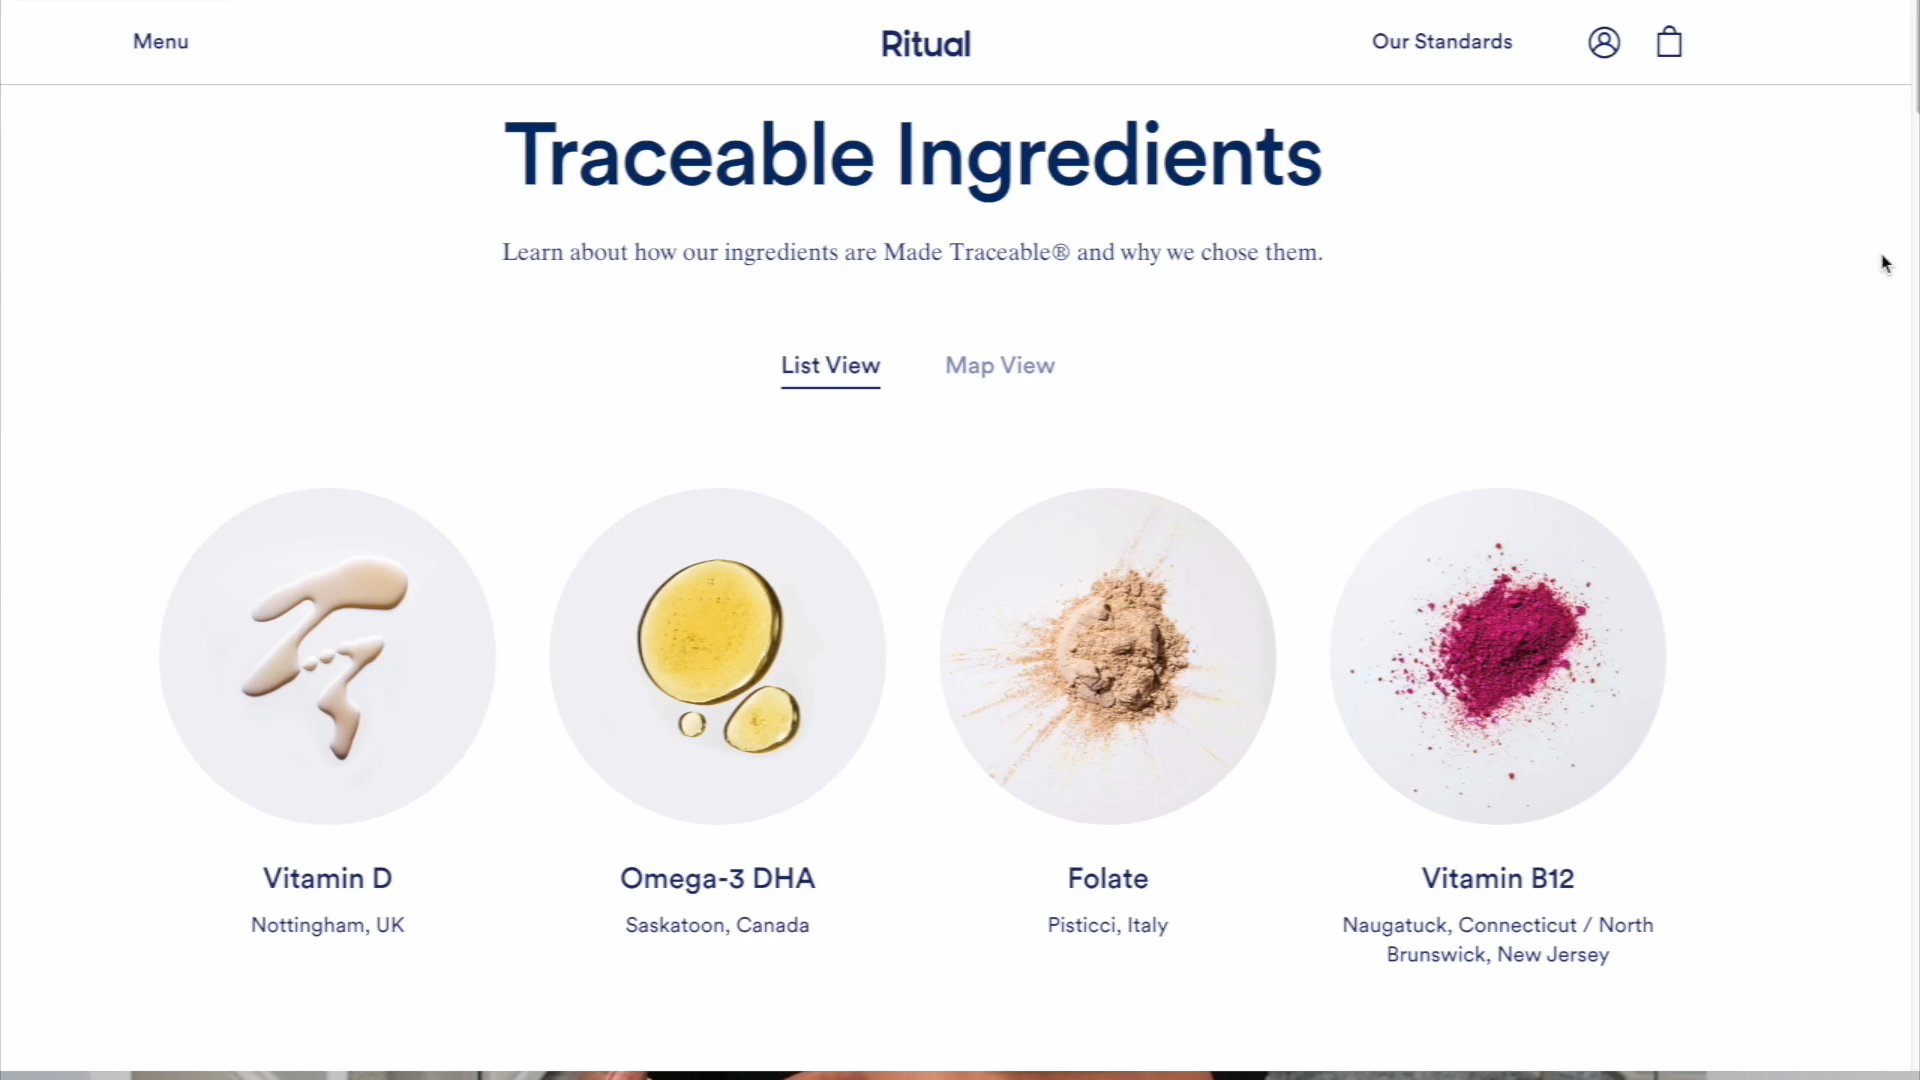 Menu
Ritual
Our Standards
Traceable Ingredients
Learn about how our ingredients are Made Traceable® and why we chose them.
List View
Map View
Vitamin D
Nottingham, UK
Omega-3 DHA
Saskatoon, Canada
Folate
Pisticci, Italy
Vitamin B12
Naugatuck, Connecticut / North
Brunswick, New Jersey